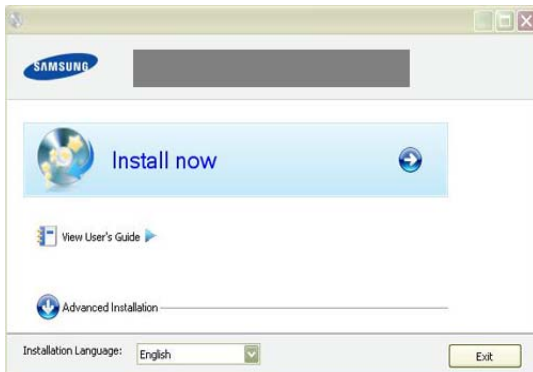 SAMSUNG
Install now
View User's Guide
Advanced Installation
Installation Language: English
Exit